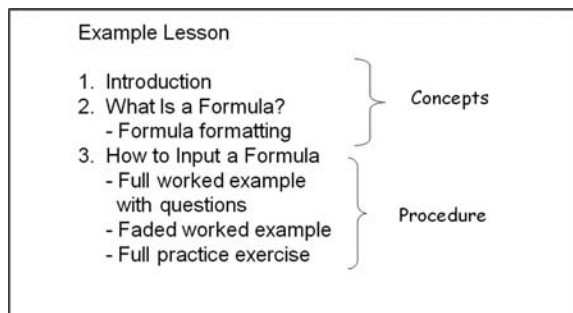 Example Lesson
1. Introduction
2. What Is a Formula?
- Formula formatting
Concepts
3. How to Input a Formula
- Full worked example
with questions
- Faded worked example
- Full practice exercise
Procedure